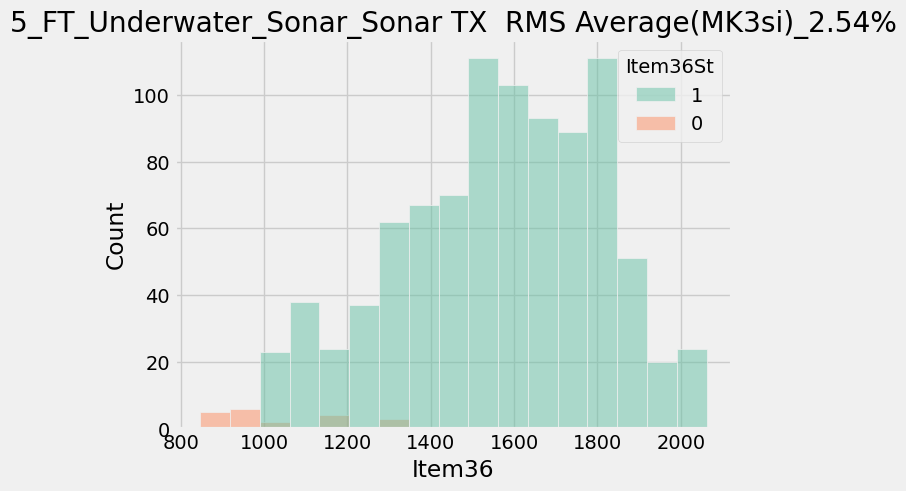 5_FT_Underwater_Sonar_Sonar TX  RMS Average(MK3si)_2.54%
Item36St
1
0
100
80
60
40
20
0
Count
800 1000 1200 1400 1600 1800 2000
Item36